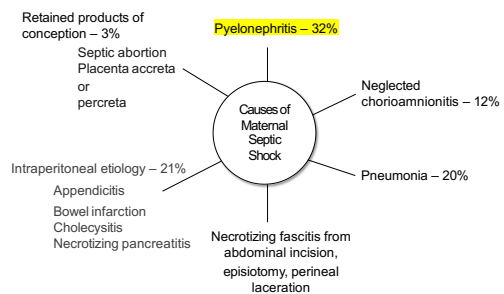 Retained products of
conception – 3%
Septic abortion
Placenta accreta
or
percreta
Pyelonephritis – 32%
Neglected
chorioamnionitis – 12%
Causes of
Maternal
Septic
Shock
Intraperitoneal etiology – 21%
Appendicitis
Bowel infarction
Cholecysitis
Necrotizing pancreatitis
Pneumonia – 20%
Necrotizing fascitis from
abdominal incision,
episiotomy, perineal
laceration